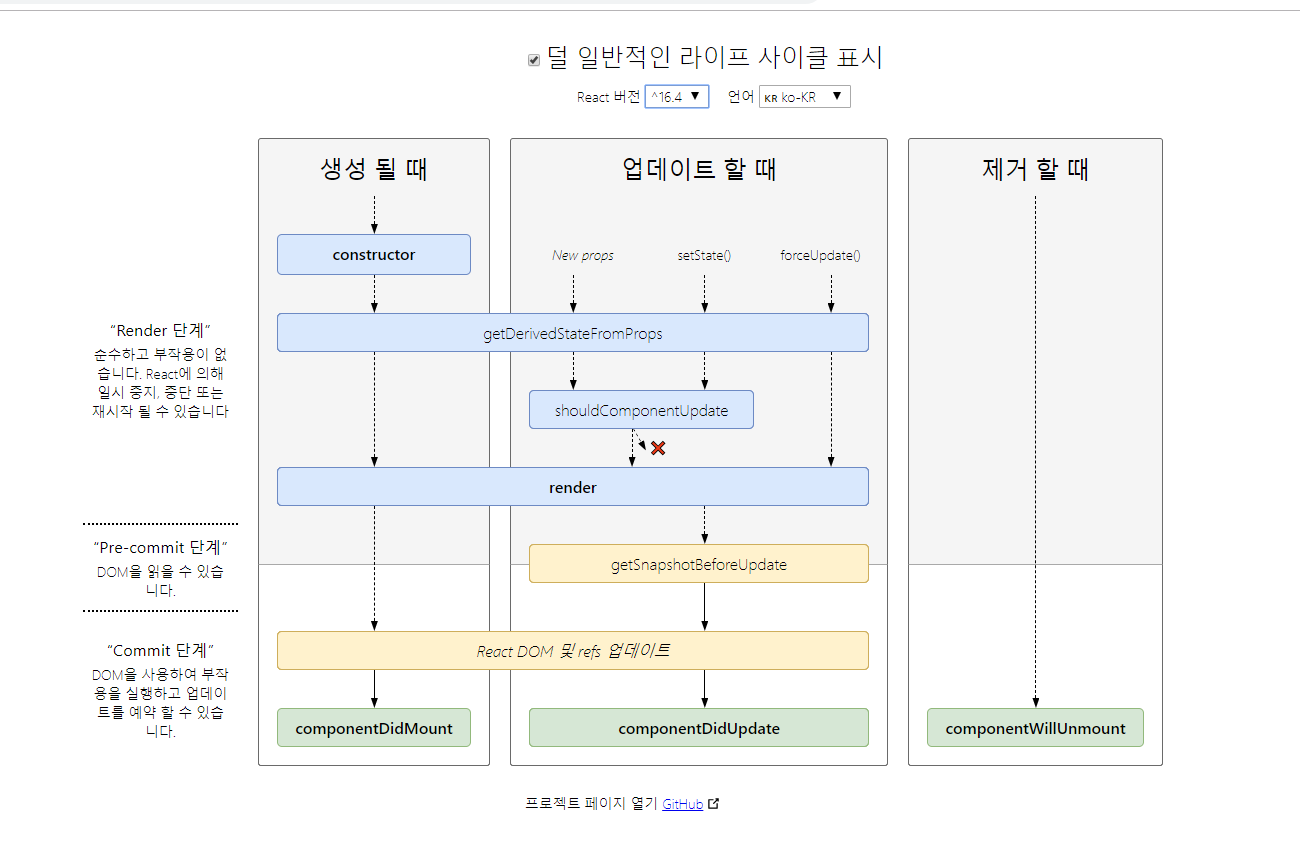 덜 일반적인 라이프 사이클 표시
React 버전 ^16.4 ▼ 언어 KR ko-KR ▼
생성 될 때
업데이트 할 때
제거 할 때
constructor
New props
setState()
forceUpdate()
“Render 단계”
순수하고 부작용이 없
습니다. React에 의해
일시 중지, 중단 또는
재시작 될 수 있습니다
getDerivedStateFromProps
shouldComponentUpdate
render
“Pre-commit 단계”
DOM을 읽을 수 있습
니다.
getSnapshotBeforeUpdate
“Commit 단계”
DOM을 사용하여 부작
용을 실행하고 업데이
트를 예약 할 수 있습
니다.
React DOM 및 refs 업데이트
componentDidMount
componentDidUpdate
componentWillUnmount
프로젝트 페이지 열기 GitHub